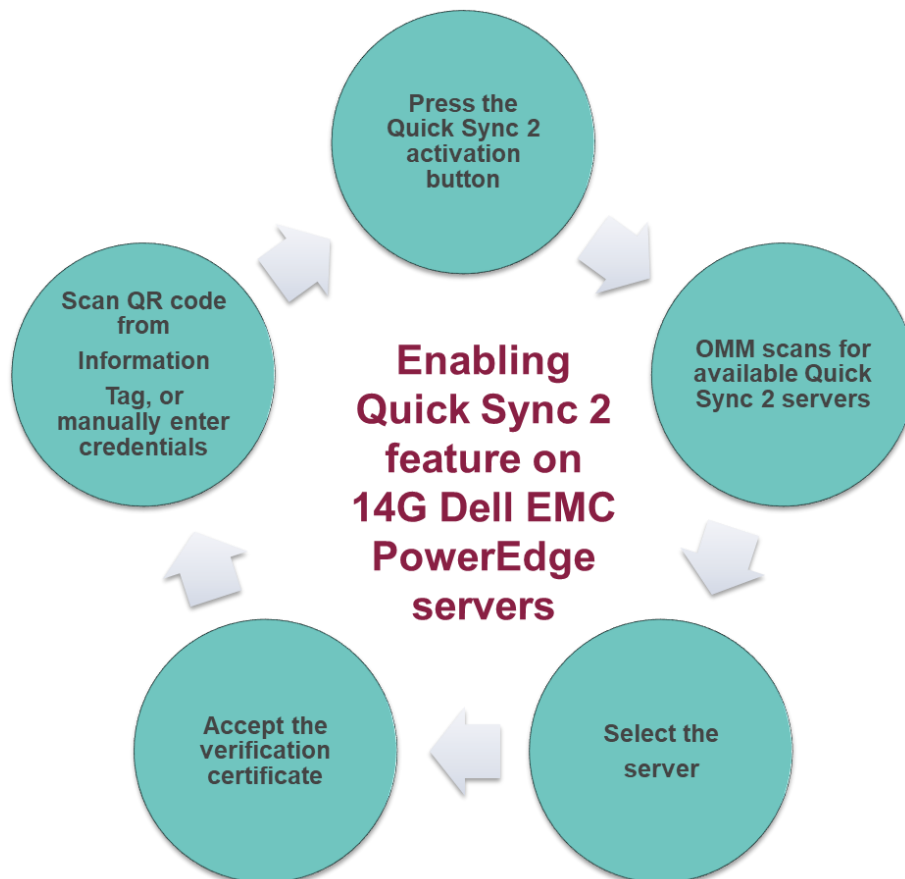 Press the
Quick Sync 2
activation
button
OMM scans for
available Quick
Sync 2 servers
Select the
server
Accept the
verification
certificate
Scan QR code
from
Information
Tag, or
manually enter
credentials
Enabling
Quick Sync 2
feature on
14G Dell EMC
PowerEdge
servers